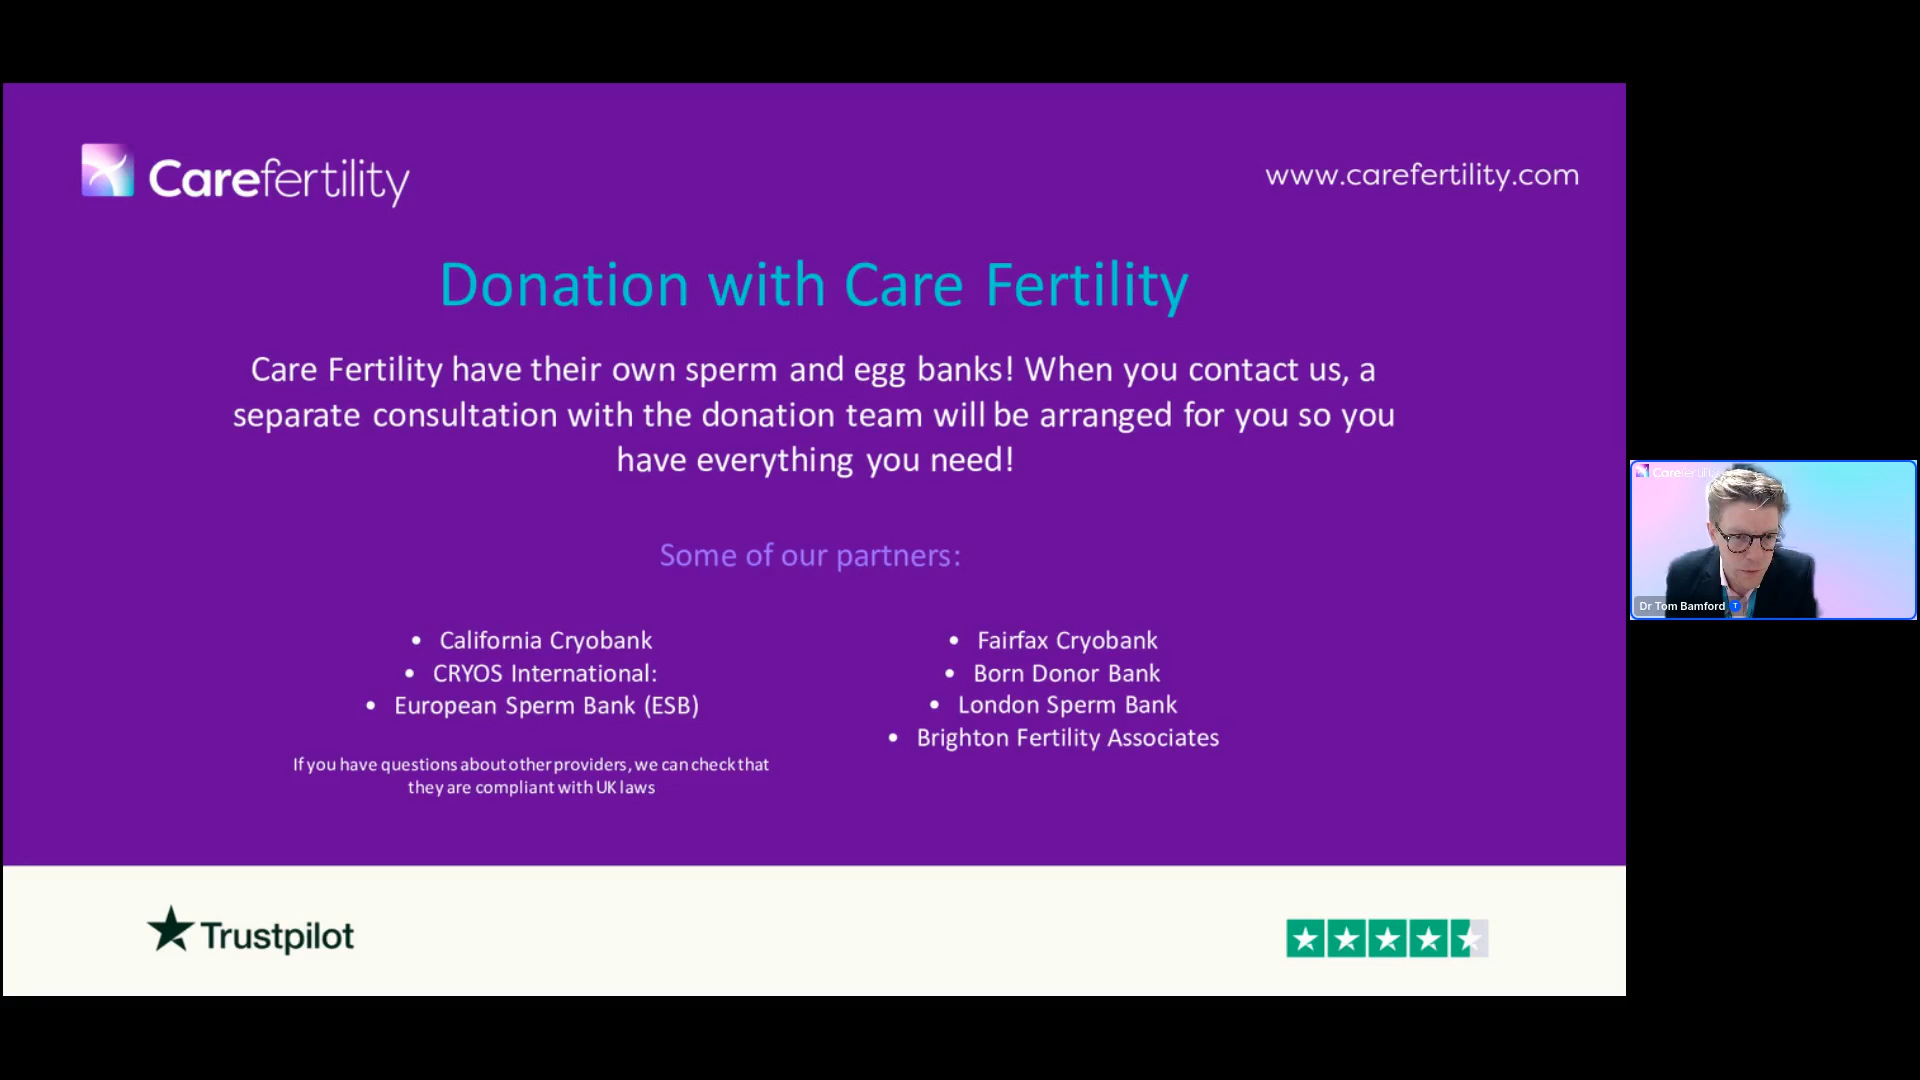 Carefertility
www.carefertility.com
Donation with Care Fertility
Care Fertility have their own sperm and egg banks! When you contact us, a
separate consultation with the donation team will be arranged for you so you
have everything you need!
Some of our partners:
• California Cryobank
• CRYOS International:
• European Sperm Bank (ESB)
If you have questions about other providers, we can check that
they are compliant with UK laws
• Fairfax Cryobank
• Born Donor Bank
• London Sperm Bank
• Brighton Fertility Associates
Trustpilot
Carefertility
Dr Tom Bamford